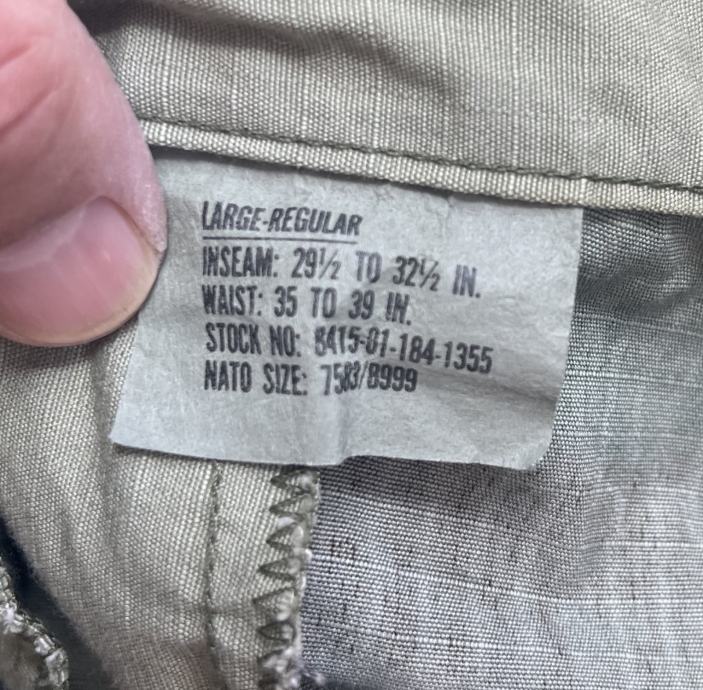 LARGE-REGULAR
INSEAM: 29½ TO 32½ IN.
WAIST: 35 TO 39 IN.
STOCK NO: 8415-01-184-1355
NATO SIZE: 7583/8999